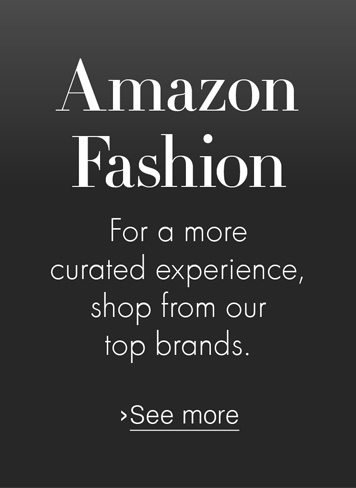 Amazon
Fashion
For a more
curated experience,
shop from our
top brands.
›See more